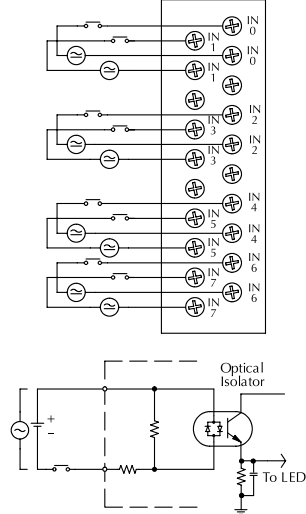 IN
0
IN
1
IN
0
IN
1
IN
2
IN
3
IN
2
IN
3
IN
4
IN
5
IN
4
IN
5
IN
6
IN
7
IN
6
IN
7
Optical
Isolator
+
−
To LED